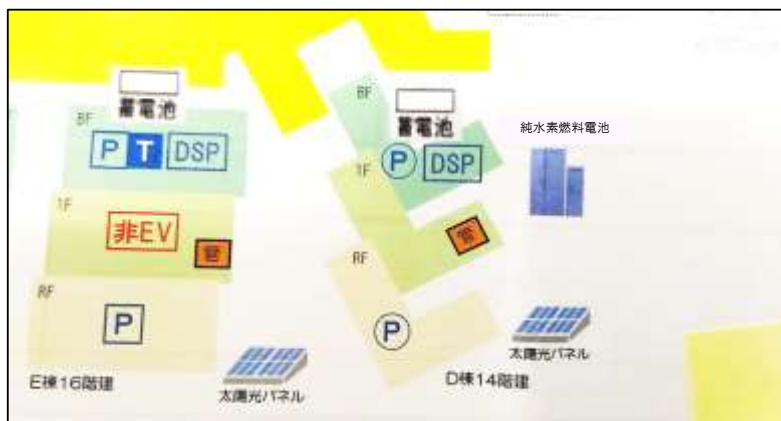 蓄電池
BF
P T DSP
1F
非EV
管
RF
P
E棟16階建
太陽光パネル
蓄電池
BF
P DSP
1F
管
RF
P
D棟14階建
太陽光パネル
純水素燃料電池